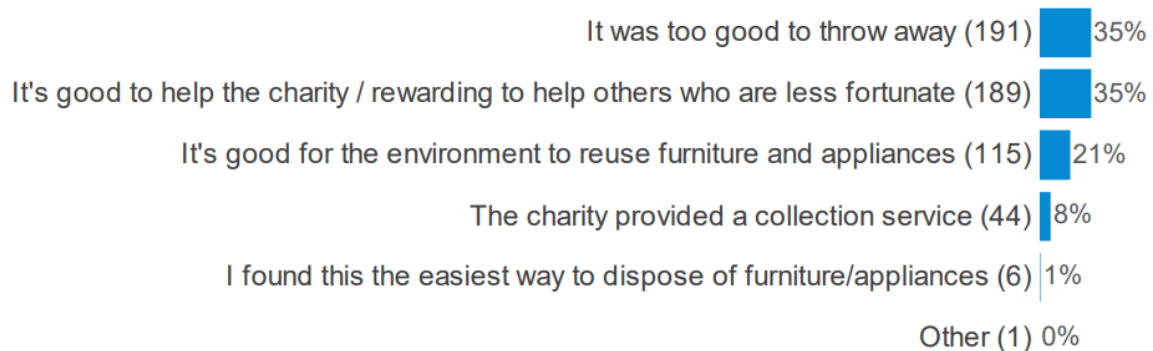 It was too good to throw away (191) 35%
It's good to help the charity / rewarding to help others who are less fortunate (189) 35%
It's good for the environment to reuse furniture and appliances (115) 21%
The charity provided a collection service (44) 8%
I found this the easiest way to dispose of furniture/appliances (6) 1%
Other (1) 0%